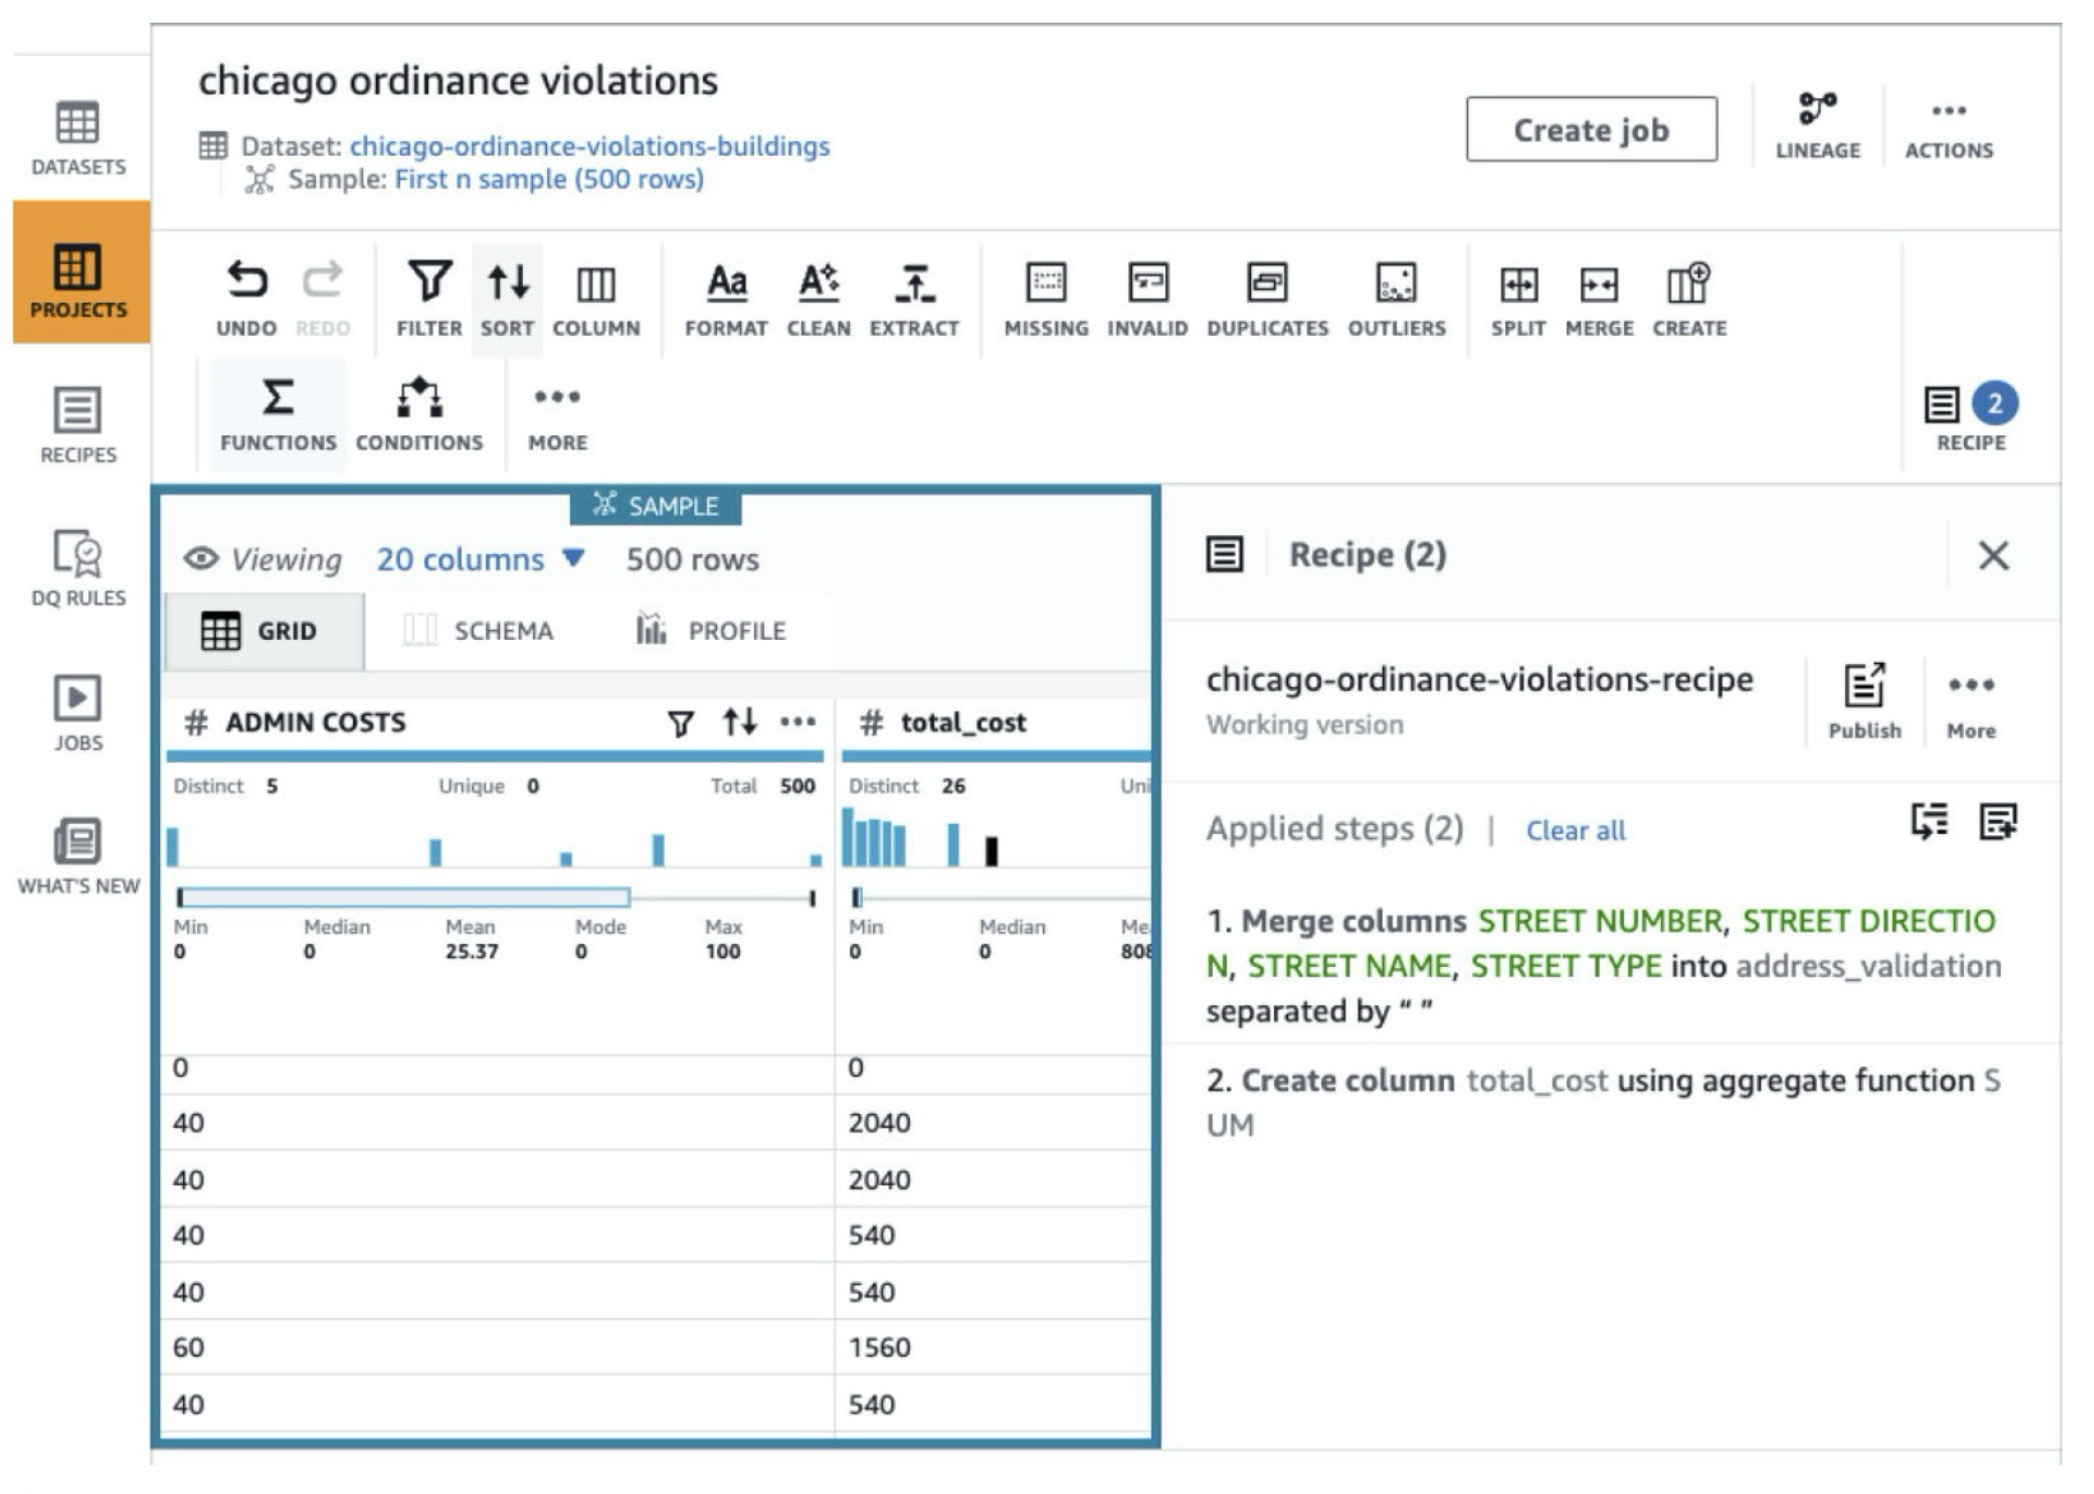 chicago ordinance violations
Dataset: chicago-ordinance-violations-buildings
Sample: First n sample (500 rows)
Create job
LINEAGE
ACTIONS
DATASETS
PROJECTS
RECIPES
DQ RULES
JOBS
WHAT'S NEW
UNDO REDO FILTER SORT COLUMN FORMAT CLEAN EXTRACT MISSING INVALID DUPLICATES OUTLIERS SPLIT MERGE CREATE
FUNCTIONS CONDITIONS MORE
2
RECIPE
SAMPLE
Viewing 20 columns 500 rows
GRID SCHEMA PROFILE
# ADMIN COSTS # total_cost
Distinct 5 Unique 0 Total 500 Distinct 26 Uni
Min Median Mean Mode Max Min Median Me
0 0 25.37 0 100 0 0 808
0 0
40 2040
40 2040
40 540
40 540
60 1560
40 540
Recipe (2)
chicago-ordinance-violations-recipe
Working version
Publish
More
Applied steps (2) | Clear all
1. Merge columns STREET NUMBER, STREET DIRECTIO
N, STREET NAME, STREET TYPE into address_validation
separated by “ ”
2. Create column total_cost using aggregate function S
UM